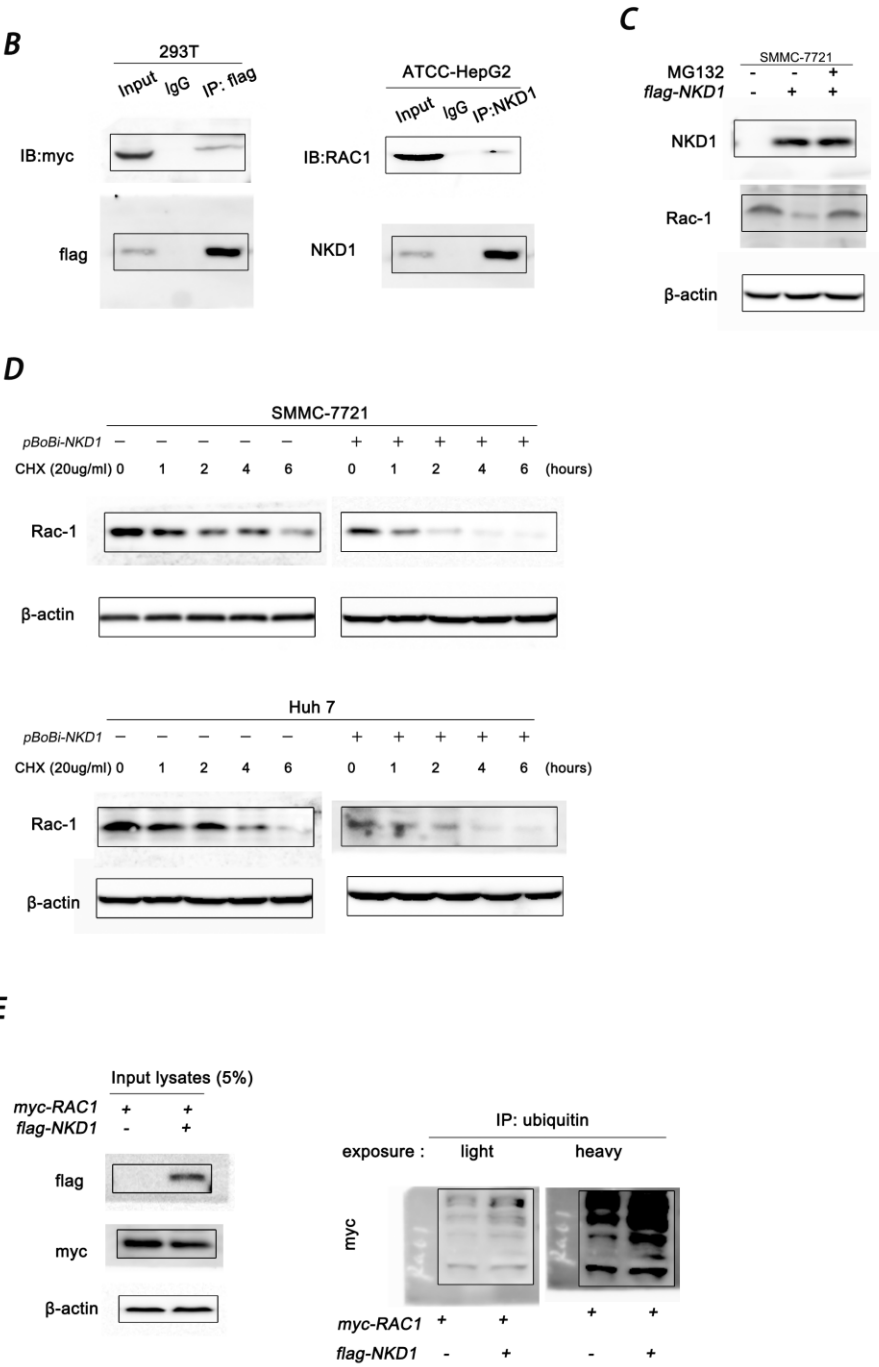 B
293T
Input IgG IP: flag
IB:myc
flag
ATCC-HepG2
Input IgG IP:NKD1
IB:RAC1
NKD1
C
SMMC-7721
MG132 - - +
flag-NKD1 - + +
NKD1
Rac-1
β-actin
D
SMMC-7721
pBoBi-NKD1 — — — — — + + + + +
CHX (20ug/ml) 0 1 2 4 6 0 1 2 4 6 (hours)
Rac-1
β-actin
Huh 7
pBoBi-NKD1 — — — — — + + + + +
CHX (20ug/ml) 0 1 2 4 6 0 1 2 4 6 (hours)
Rac-1
β-actin
E
Input lysates (5%)
myc-RAC1 + +
flag-NKD1 - +
flag
myc
β-actin
IP: ubiquitin
exposure : light heavy
myc
myc-RAC1 + + + +
flag-NKD1 - + - +